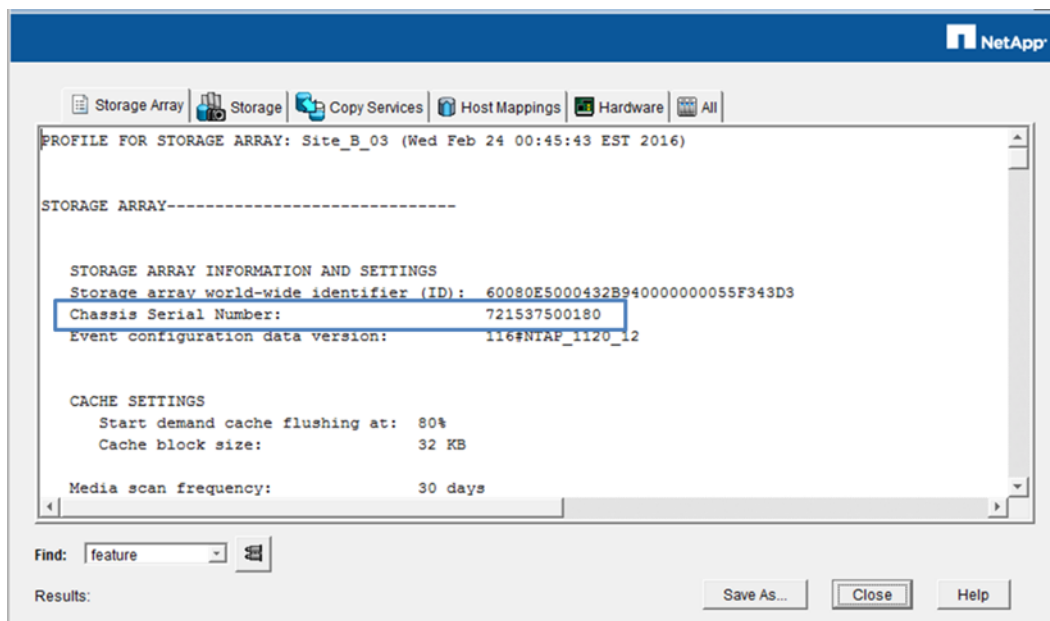 NetApp
Storage Array Storage Copy Services Host Mappings Hardware All
PROFILE FOR STORAGE ARRAY: Site_B_03 (Wed Feb 24 00:45:43 EST 2016)
STORAGE ARRAY------------------------------
STORAGE ARRAY INFORMATION AND SETTINGS
Storage array world-wide identifier (ID): 60080E5000432B940000000055F343D3
Chassis Serial Number: 721537500180
Event configuration data version: 116#NTAP_1120_12
CACHE SETTINGS
Start demand cache flushing at: 80%
Cache block size: 32 KB
Media scan frequency: 30 days
Find: feature
Results:
Save As... Close Help